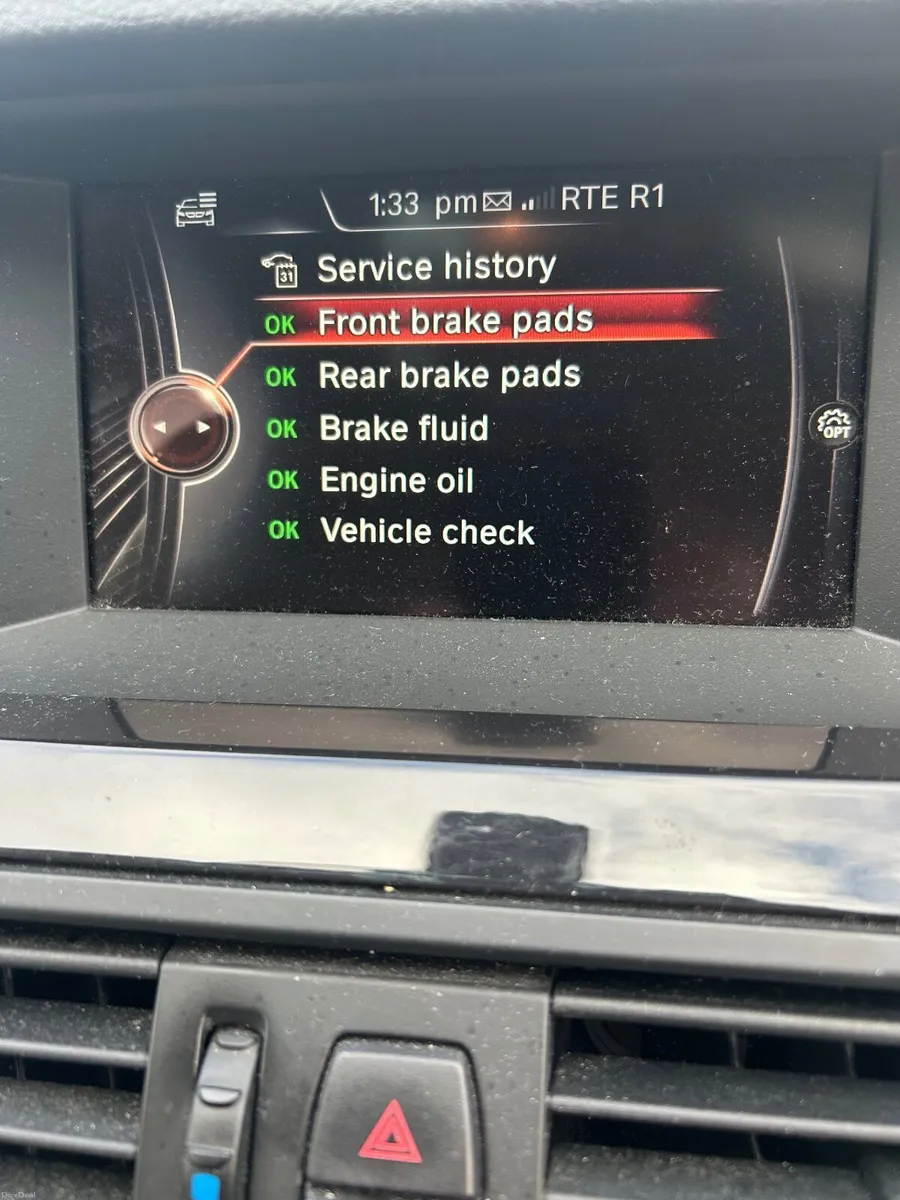 1:33 pm RTE R1
31 Service history
OK Front brake pads
OK Rear brake pads
OPT
OK Brake fluid
OK Engine oil
OK Vehicle check
DoneDeal